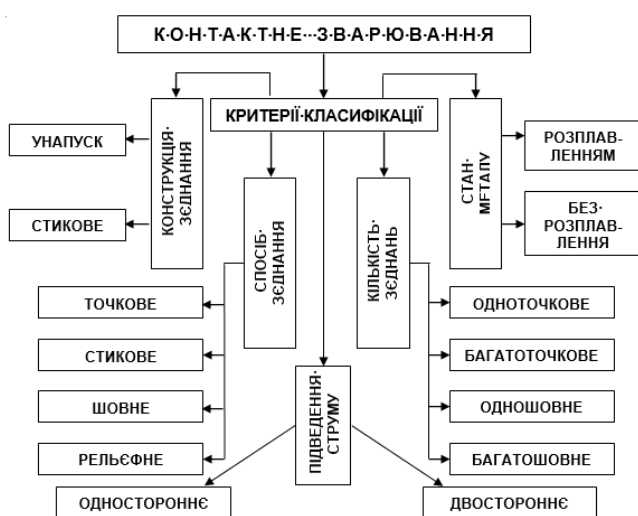 К·О·Н·Т·А·К·Т·Н·Е···З·В·А·Р·Ю·В·А·Н·Н·Я
КРИТЕРІЇ·КЛАСИФІКАЦІЇ
КОНСТРУКЦІЯ·
ЗЄДНАННЯ
УНАПУСК
СТИКОВЕ
СПОСІБ·
ЗЄДНАННЯ
ТОЧКОВЕ
СТИКОВЕ
ШОВНЕ
РЕЛЬЄФНЕ
ПІДВЕДЕННЯ·
СТРУМУ
ОДНОСТОРОННЄ
ДВОСТОРОННЄ
КІЛЬКІСТЬ·
ЗЄДНАНЬ
ОДНОТОЧКОВЕ
БАГАТОТОЧКОВЕ
ОДНОШОВНЕ
БАГАТОШОВНЕ
СТАН·
МЕТАПУ
РОЗПЛАВ-
ЛЕННЯМ
БЕЗ·
РОЗПЛАВ-
ЛЕННЯ